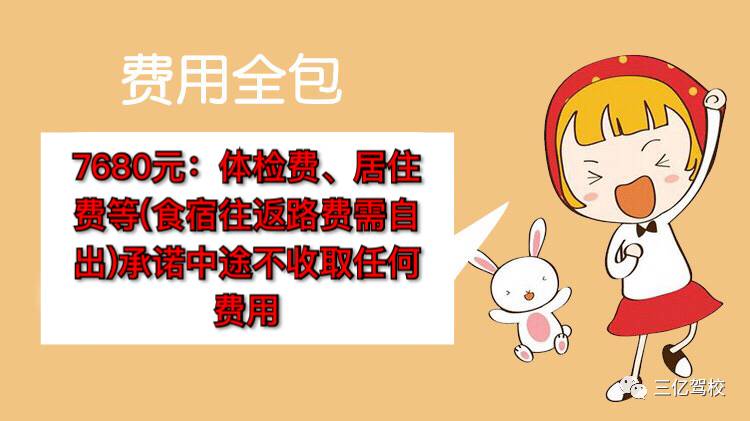 费用全包
7680元：体检费、居住
费等(食宿往返路费需自
出)承诺中途不收取任何
费用
三亿驾校